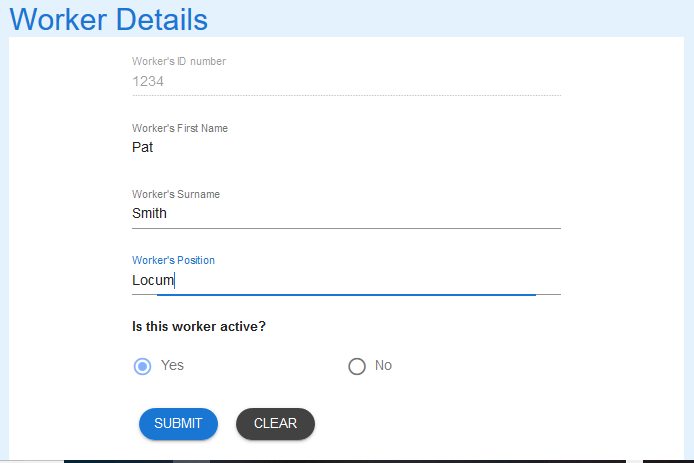 Worker Details
Worker's ID number
1234
Worker's First Name
Pat
Worker's Surname
Smith
Worker's Position
Locum
Is this worker active?
Yes No
SUBMIT CLEAR